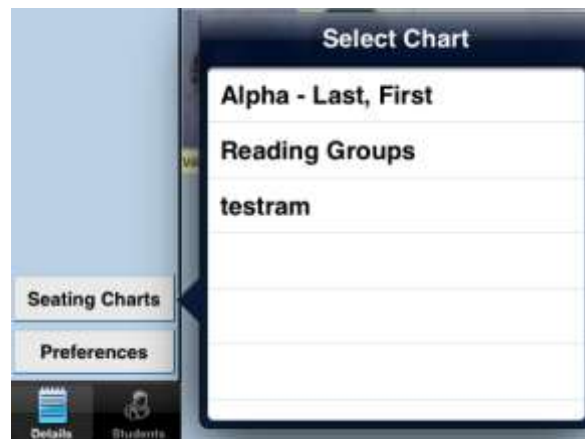 Select Chart
Alpha - Last, First
Reading Groups
testram
Seating Charts
Preferences
Details
Students